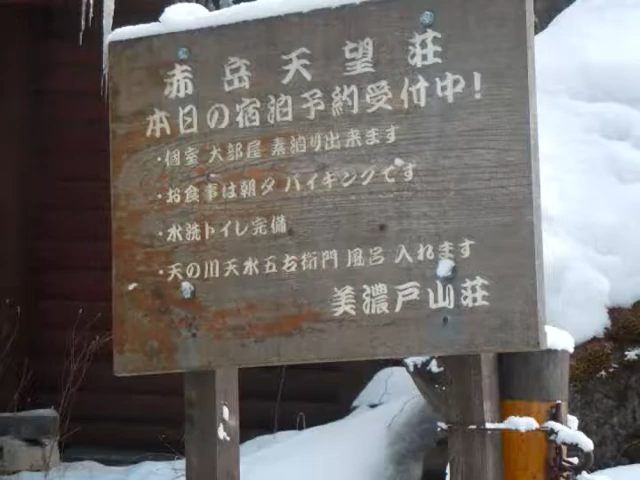 赤岳天望荘
本日の宿泊予約受付中!
・個室 大部屋 素泊り出来ます
・お食事は朝夕バイキングです
・水洗トイレ完備
・天の川天水五右衛門風呂 入れます
美濃戸山荘